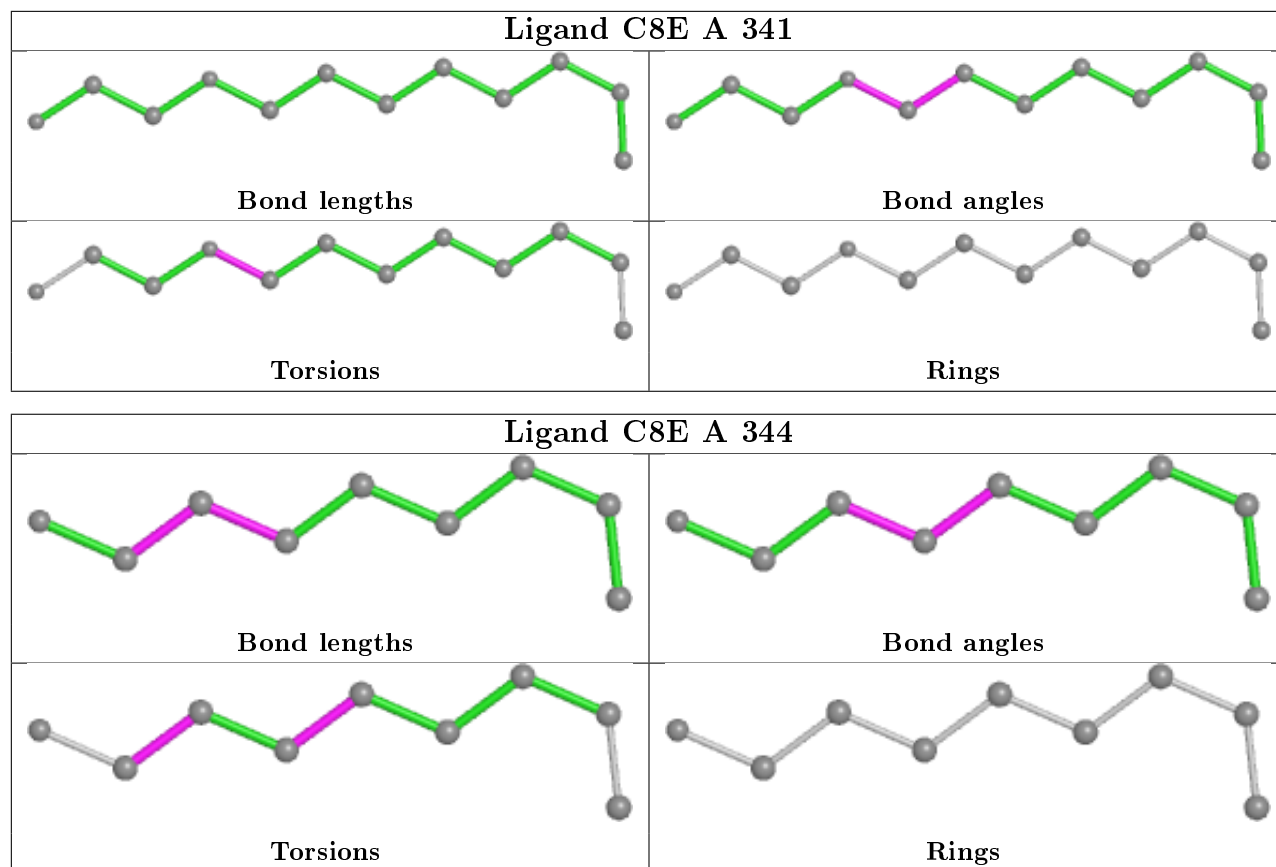 Ligand C8E A 341
Bond lengths
Bond angles
Torsions
Rings
Ligand C8E A 344
Bond lengths
Bond angles
Torsions
Rings